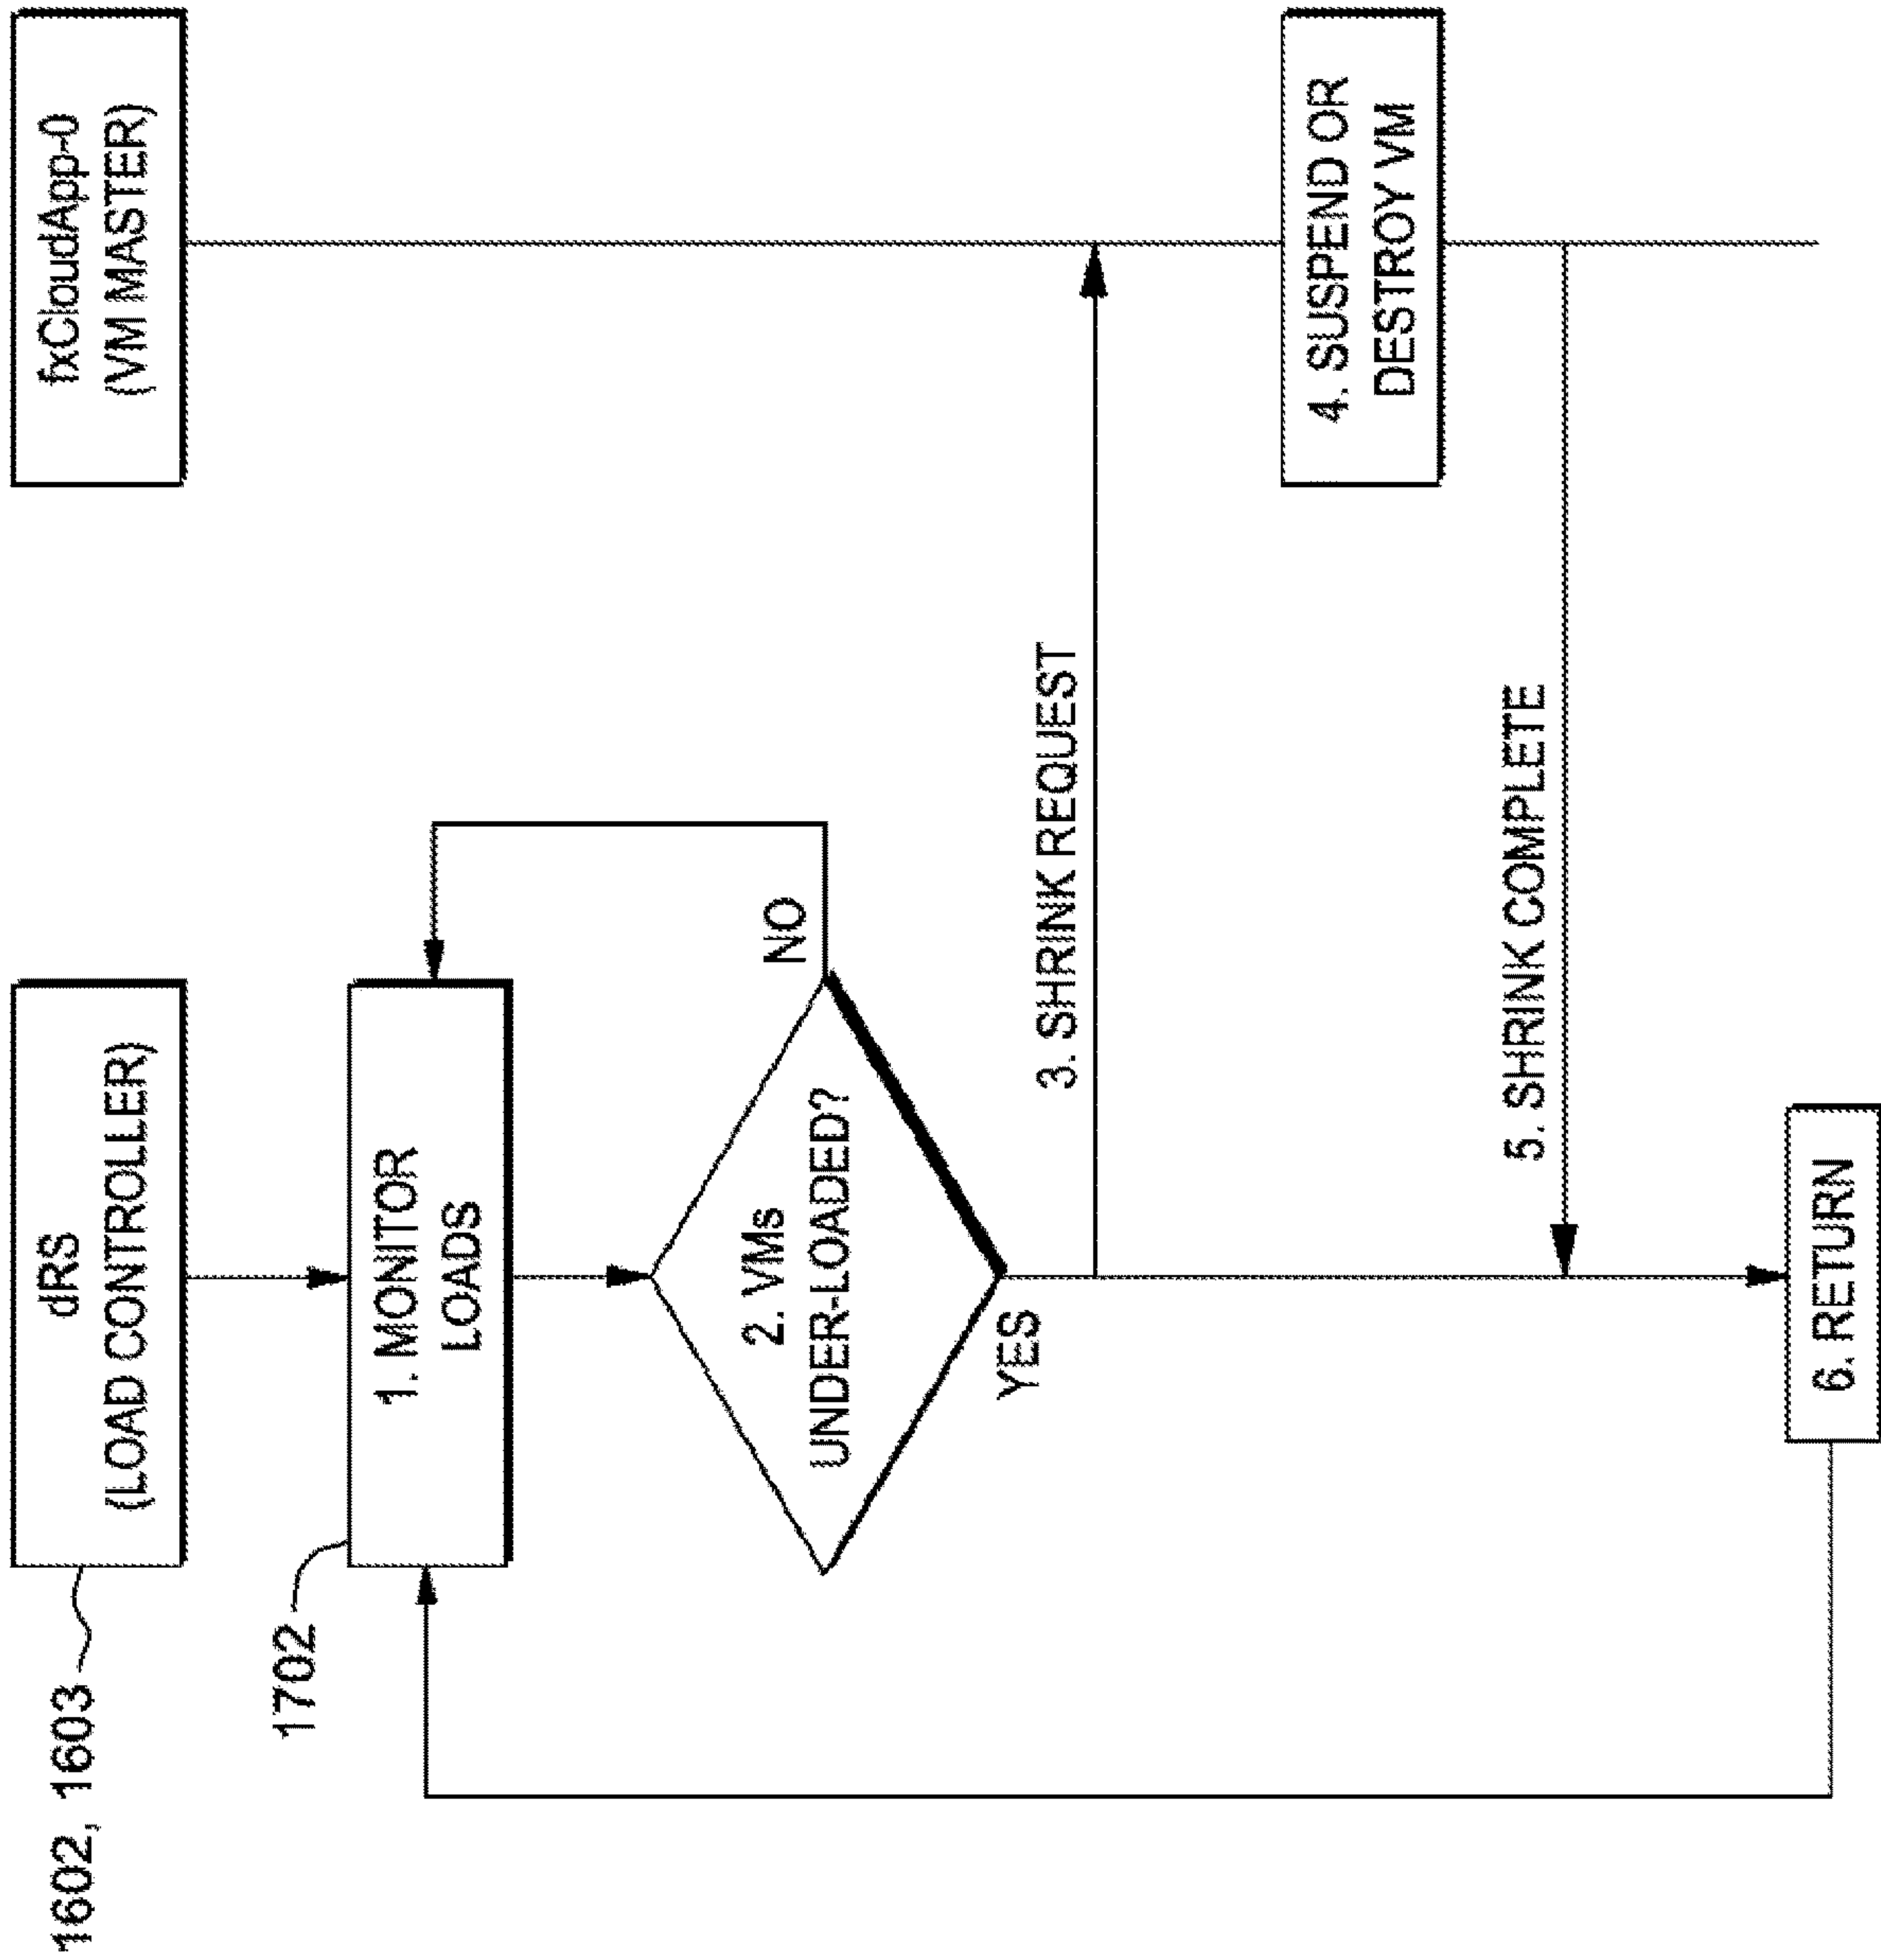 1602, 1603
dRS
(LOAD CONTROLLER)
fxCloudApp-0
(VM MASTER)
1702
1. MONITOR
LOADS
NO
2. VMs
UNDER-LOADED?
YES
3. SHRINK REQUEST
4. SUSPEND OR
DESTROY VM
5. SHRINK COMPLETE
6. RETURN